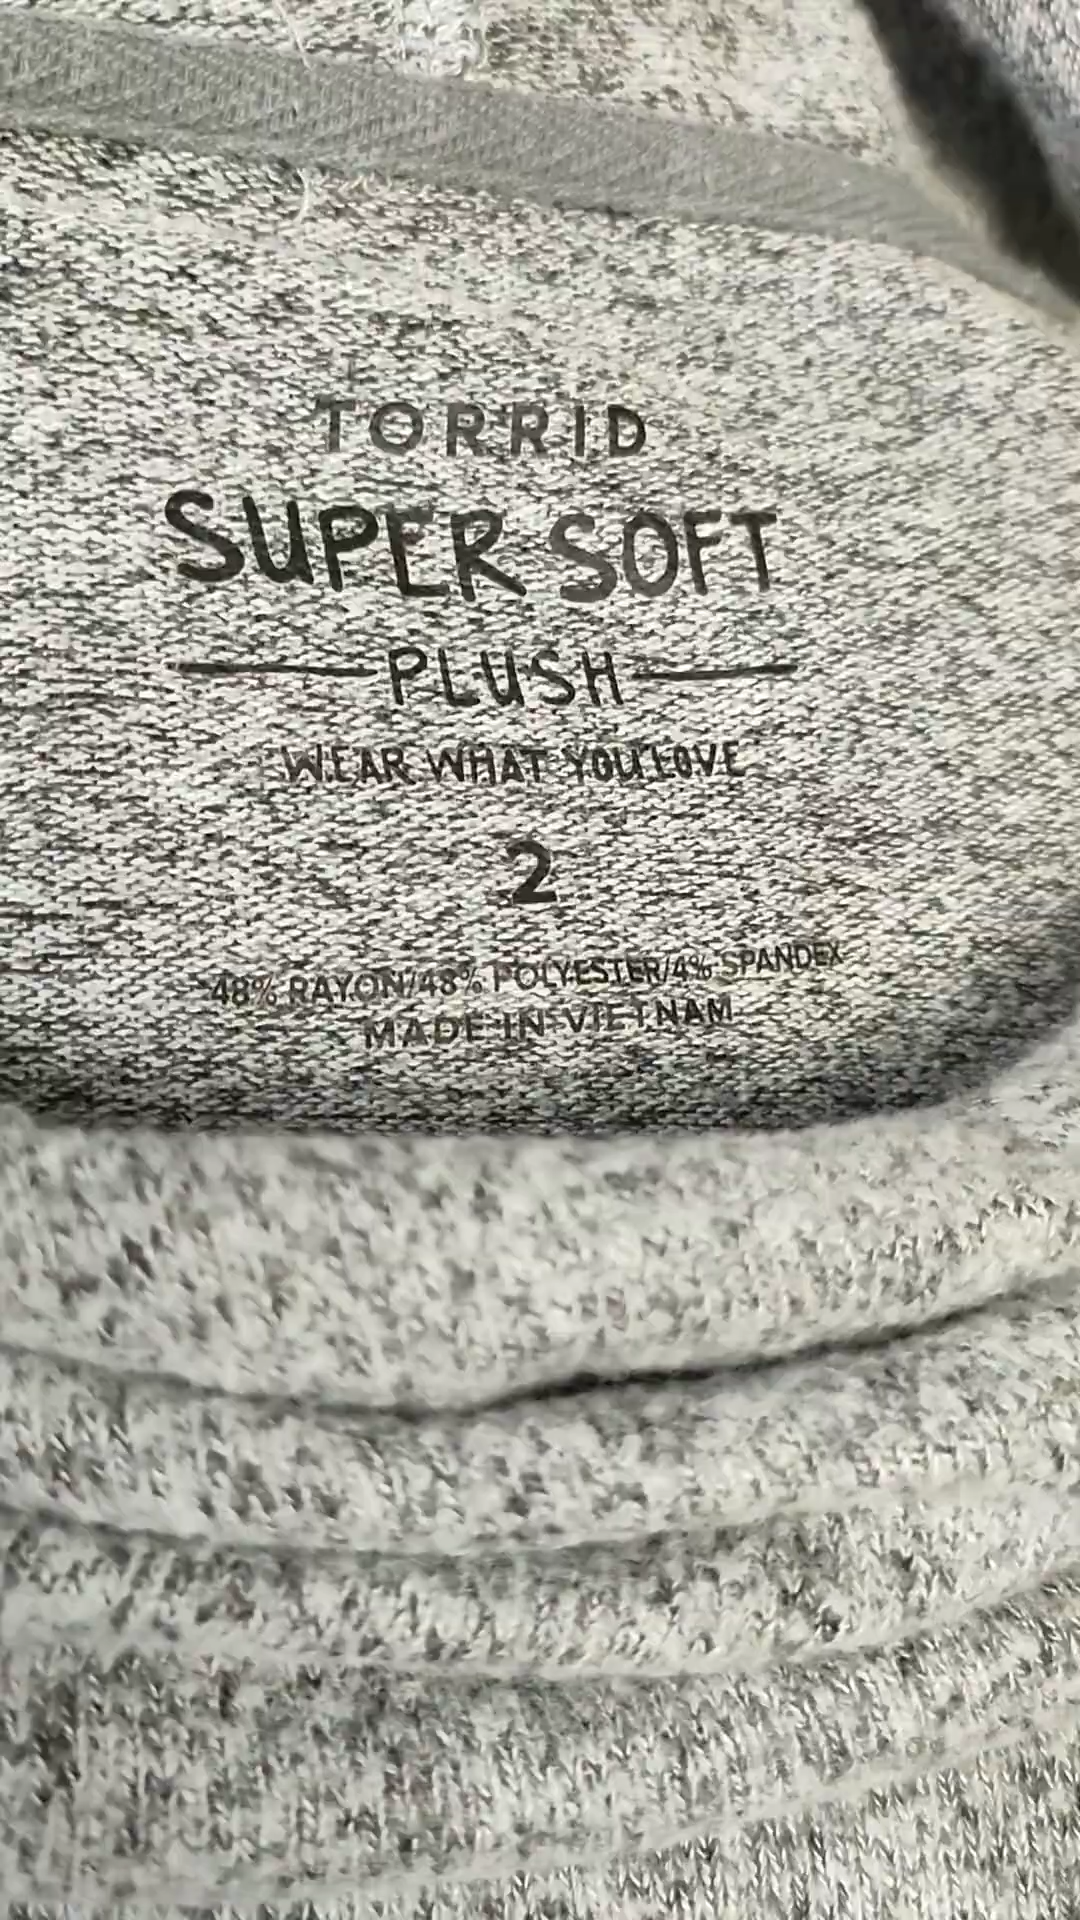 TORRID
SUPER SOFT
PLUSH
WEAR WHAT YOU LOVE
2
48% RAYON/48% POLYESTER/4% SPANDEX
MADE IN VIETNAM